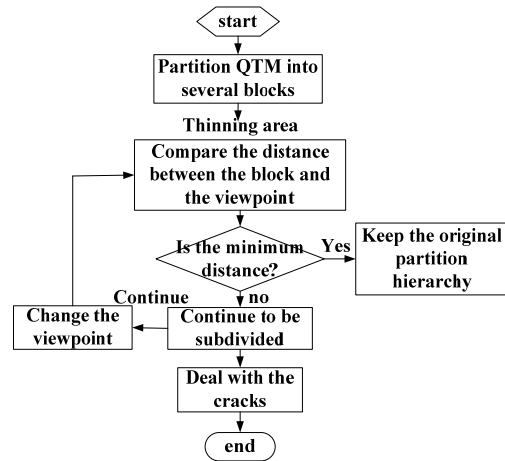 start
Partition QTM into
several blocks
Thinning area
Compare the distance
between the block and
the viewpoint
Is the minimum
distance?
Yes
Keep the original
partition
hierarchy
no
Continue
Change the
viewpoint
Continue to be
subdivided
Deal with the
cracks
end